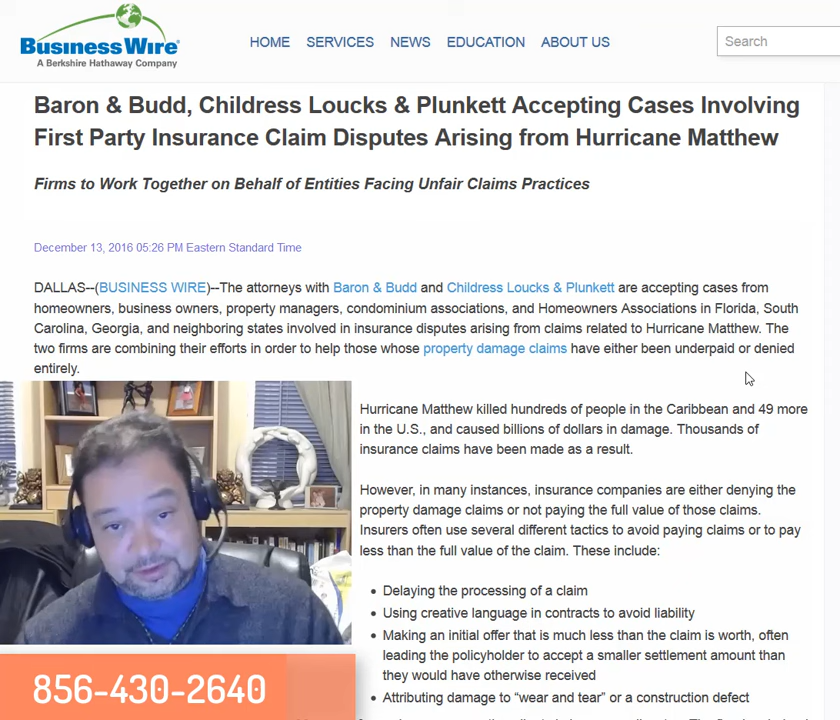 Business Wire
A Berkshire Hathaway Company
HOME SERVICES NEWS EDUCATION ABOUT US
Search
Baron & Budd, Childress Loucks & Plunkett Accepting Cases Involving
First Party Insurance Claim Disputes Arising from Hurricane Matthew
Firms to Work Together on Behalf of Entities Facing Unfair Claims Practices
December 13, 2016 05:26 PM Eastern Standard Time
DALLAS--(BUSINESS WIRE)--The attorneys with Baron & Budd and Childress Loucks & Plunkett are accepting cases from
homeowners, business owners, property managers, condominium associations, and Homeowners Associations in Florida, South
Carolina, Georgia, and neighboring states involved in insurance disputes arising from claims related to Hurricane Matthew. The
two firms are combining their efforts in order to help those whose property damage claims have either been underpaid or denied
entirely.
Hurricane Matthew killed hundreds of people in the Caribbean and 49 more
in the U.S., and caused billions of dollars in damage. Thousands of
insurance claims have been made as a result.
However, in many instances, insurance companies are either denying the
property damage claims or not paying the full value of those claims.
Insurers often use several different tactics to avoid paying claims or to pay
less than the full value of the claim. These include:
Delaying the processing of a claim
Using creative language in contracts to avoid liability
Making an initial offer that is much less than the claim is worth, often
leading the policyholder to accept a smaller settlement amount than
they would have otherwise received
Attributing damage to “wear and tear” or a construction defect
856-430-2640